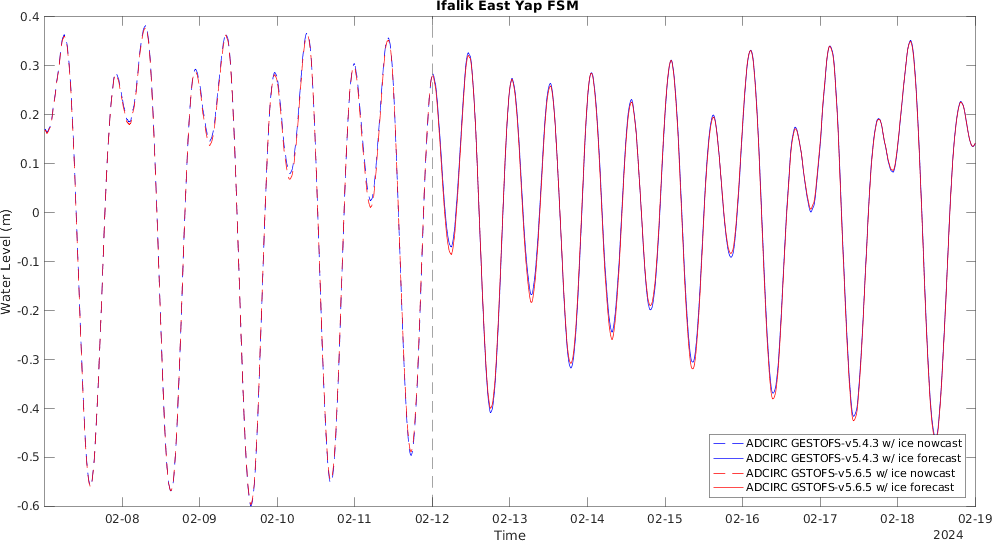 Ifalik East Yap FSM
Water Level (m)
0.4
0.3
0.2
0.1
0
-0.1
-0.2
-0.3
-0.4
-0.5
-0.6
ADCIRC GESTOFS-v5.4.3 w/ ice nowcast
ADCIRC GESTOFS-v5.4.3 w/ ice forecast
ADCIRC GSTOFS-v5.6.5 w/ ice nowcast
ADCIRC GSTOFS-v5.6.5 w/ ice forecast
02-08 02-09 02-10 02-11 02-12 02-13 02-14 02-15 02-16 02-17 02-18 02-19
Time
2024